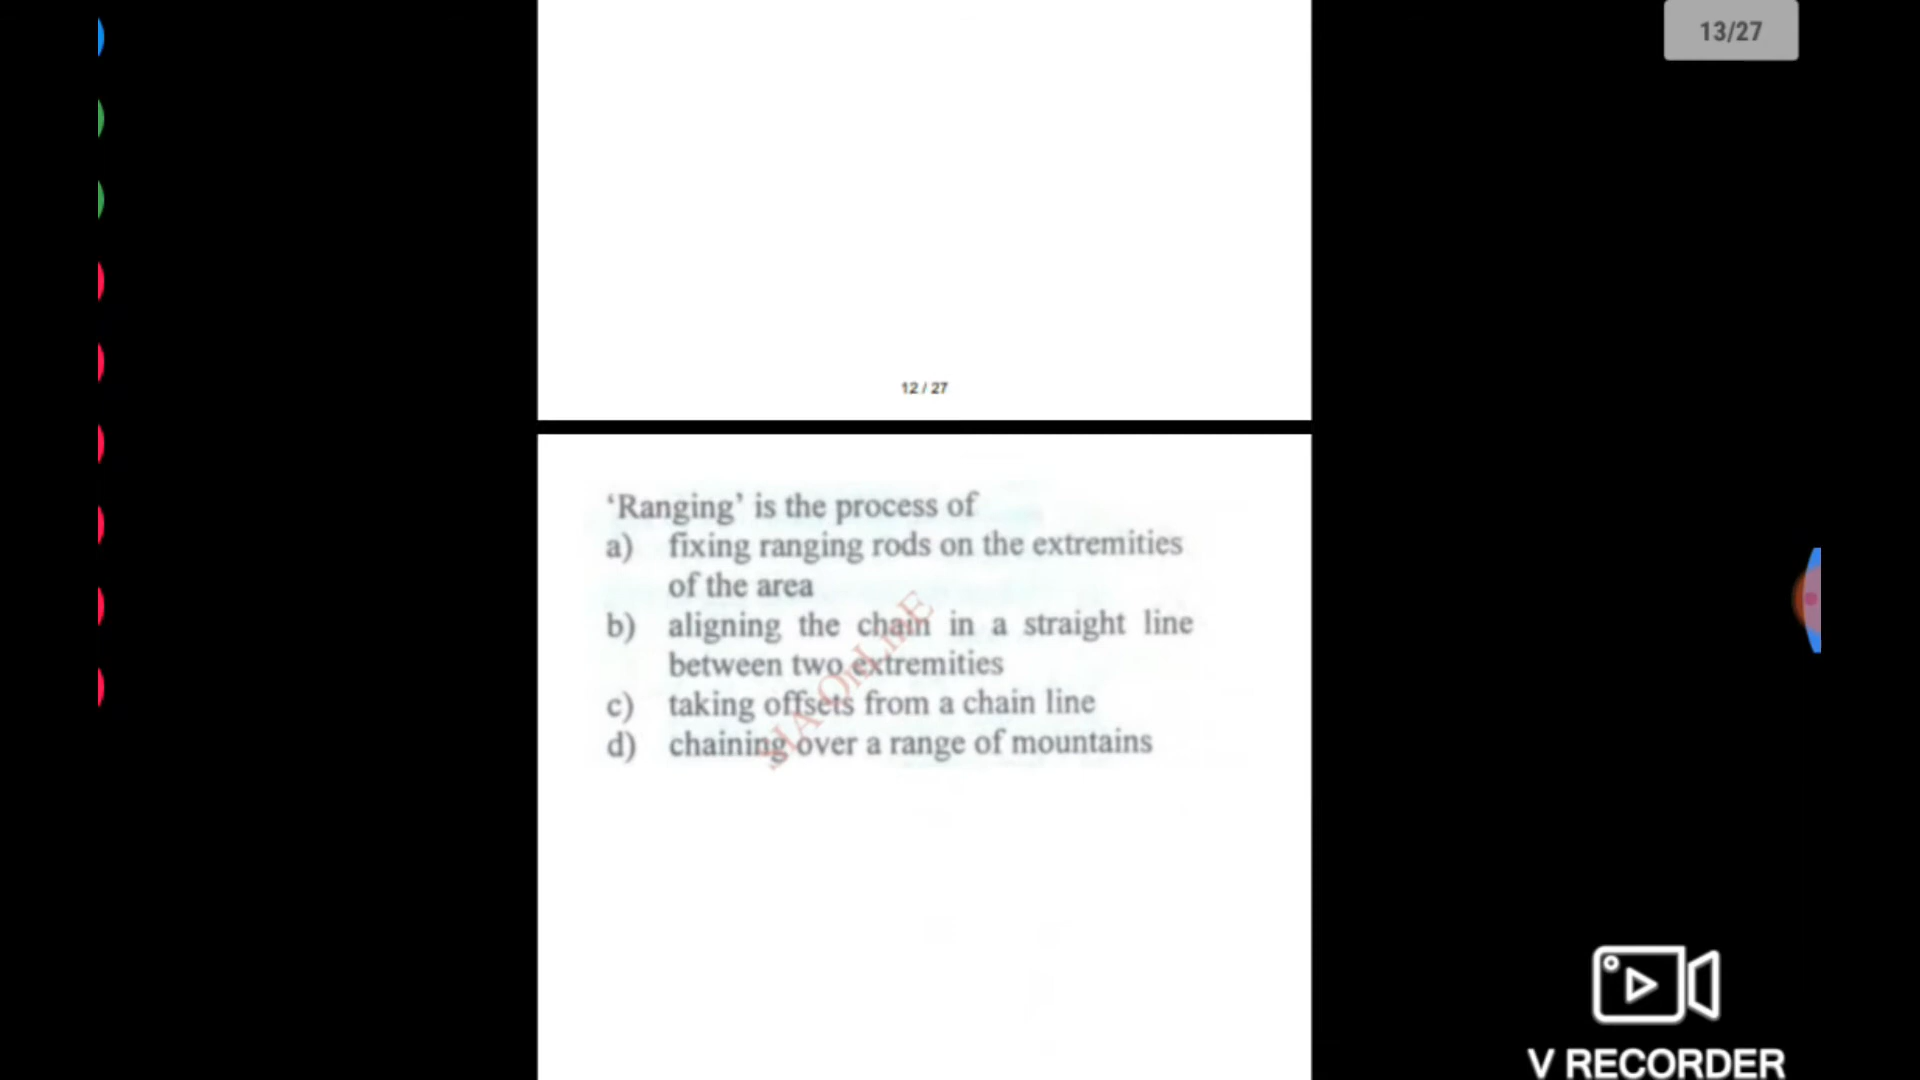 13/27
12 / 27
‘Ranging’ is the process of
a) fixing ranging rods on the extremities
of the area
b) aligning the chain in a straight line
between two extremities
c) taking offsets from a chain line
d) chaining over a range of mountains
V RECORDER